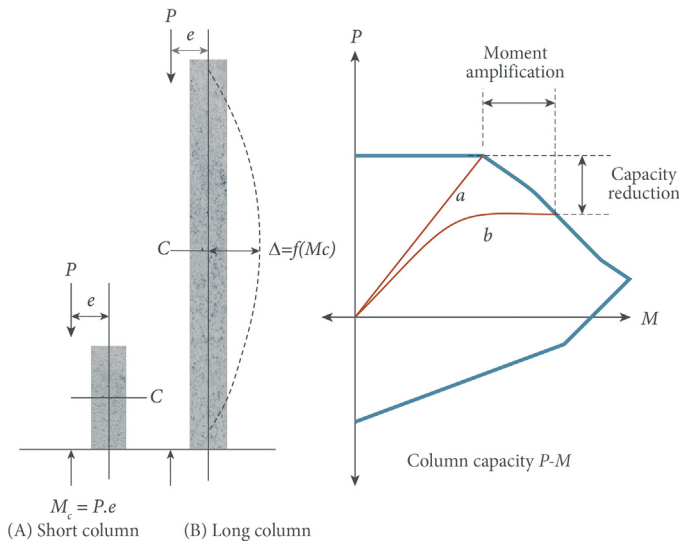 P
e
C
Δ=f(Mc)
P
e
C
M_c = P.e
(A) Short column
(B) Long column
P
Moment
amplification
Capacity
reduction
a
b
M
Column capacity P-M